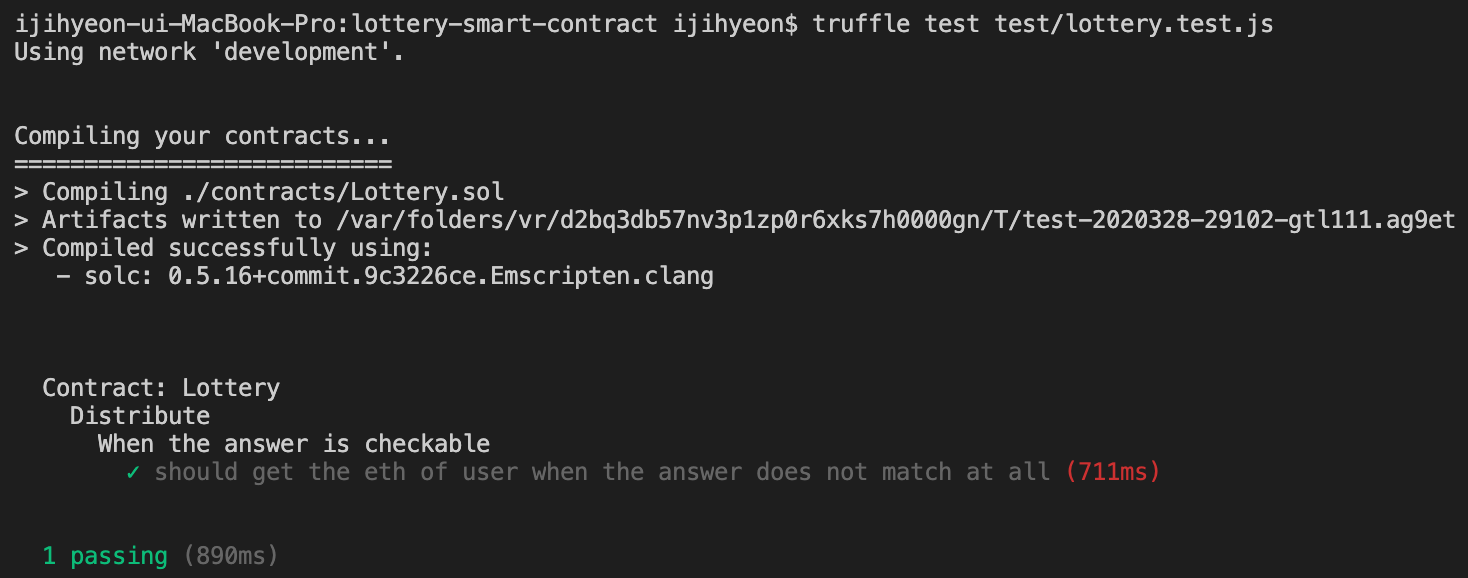 ijihyeon-ui-MacBook-Pro:lottery-smart-contract ijihyeon$ truffle test test/lottery.test.js
Using network 'development'.
Compiling your contracts...
===========================
> Compiling ./contracts/Lottery.sol
> Artifacts written to /var/folders/vr/d2bq3db57nv3p1zp0r6xks7h0000gn/T/test-2020328-29102-gtl111.ag9et
> Compiled successfully using:
   - solc: 0.5.16+commit.9c3226ce.Emscripten.clang
  Contract: Lottery
    Distribute
      When the answer is checkable
        ✓ should get the eth of user when the answer does not match at all (711ms)
  1 passing (890ms)